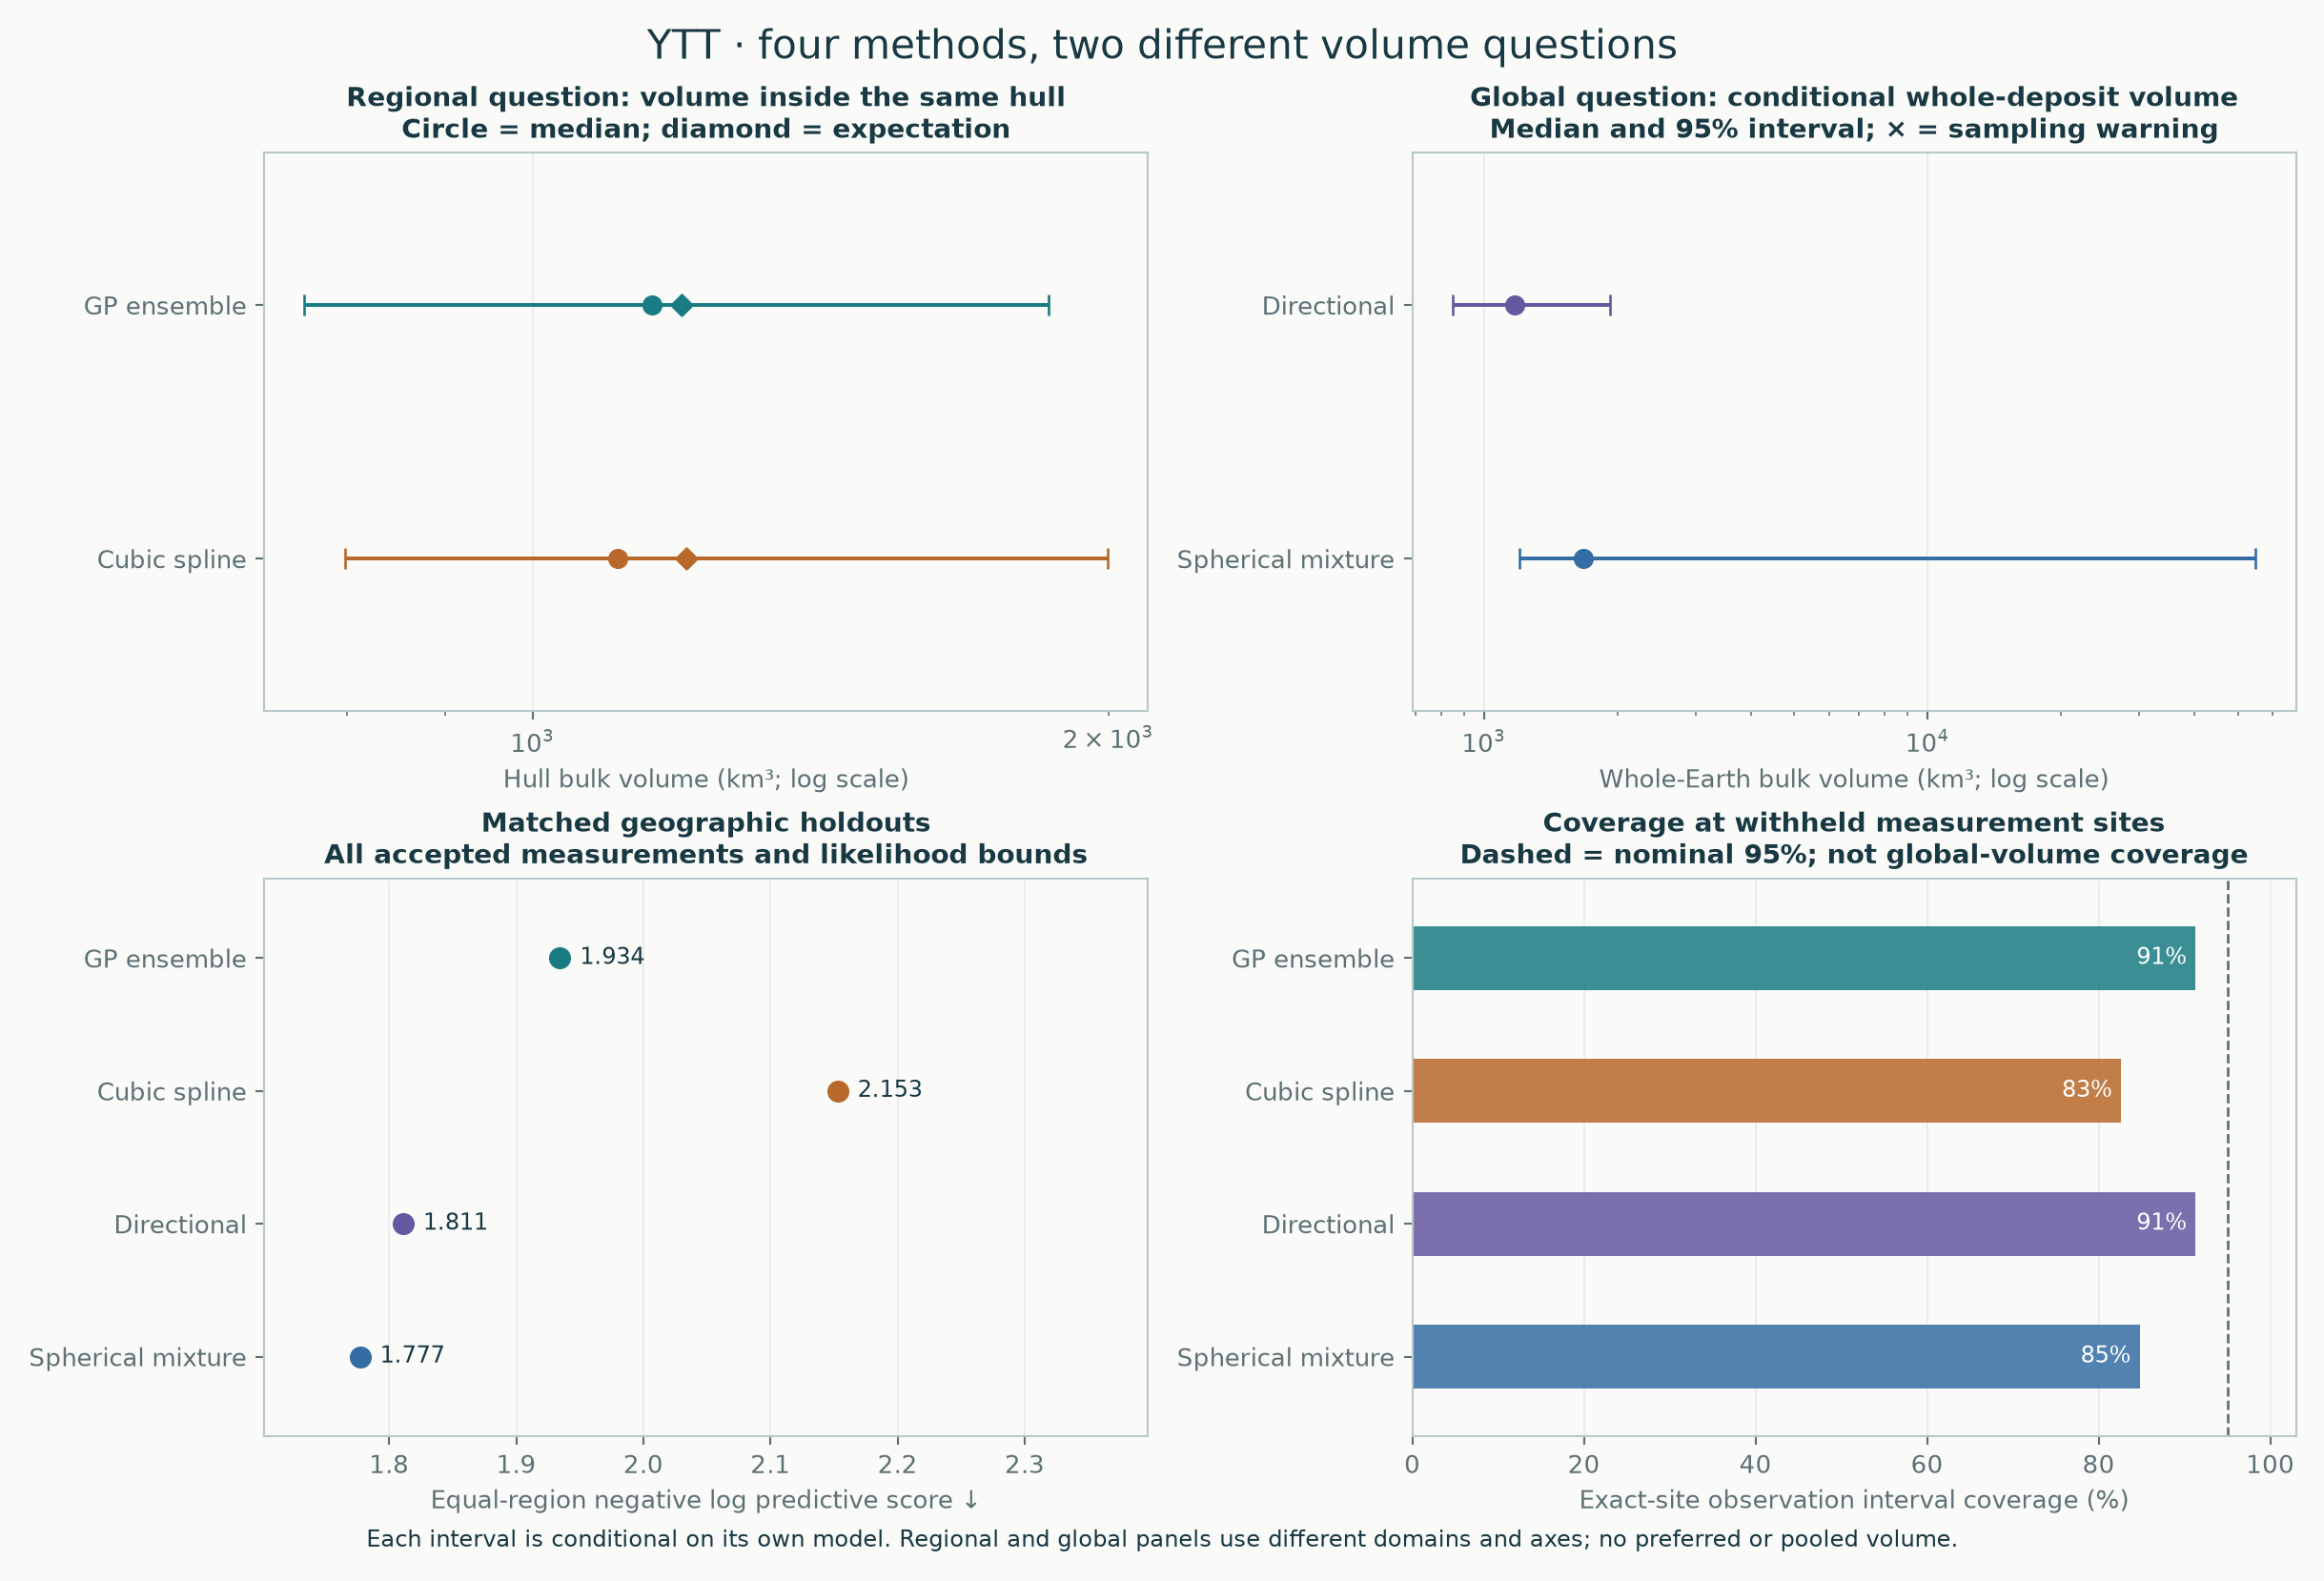 YTT · four methods, two different volume questions
Regional question: volume inside the same hull
Circle = median; diamond = expectation
GP ensemble
Cubic spline
10³
2 × 10³
Hull bulk volume (km³; log scale)
Global question: conditional whole-deposit volume
Median and 95% interval; × = sampling warning
Directional
Spherical mixture
10³
10⁴
Whole-Earth bulk volume (km³; log scale)
Matched geographic holdouts
All accepted measurements and likelihood bounds
GP ensemble
1.934
Cubic spline
2.153
Directional
1.811
Spherical mixture
1.777
1.8 1.9 2.0 2.1 2.2 2.3
Equal-region negative log predictive score ↓
Coverage at withheld measurement sites
Dashed = nominal 95%; not global-volume coverage
GP ensemble
91%
Cubic spline
83%
Directional
91%
Spherical mixture
85%
0 20 40 60 80 100
Exact-site observation interval coverage (%)
Each interval is conditional on its own model. Regional and global panels use different domains and axes; no preferred or pooled volume.